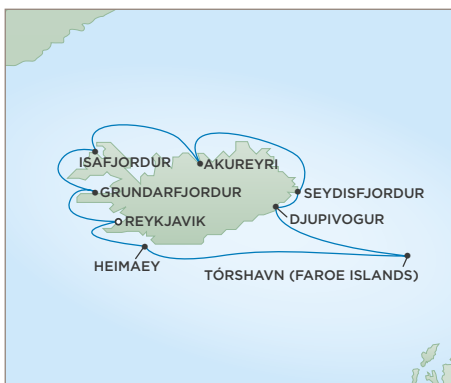 ISAFJORDUR
AKUREYRI
GRUNDARFJORDUR
SEYDISFJORDUR
REYKJAVIK
DJUPIVOGUR
HEIMAEY
TÓRSHAVN (FAROE ISLANDS)